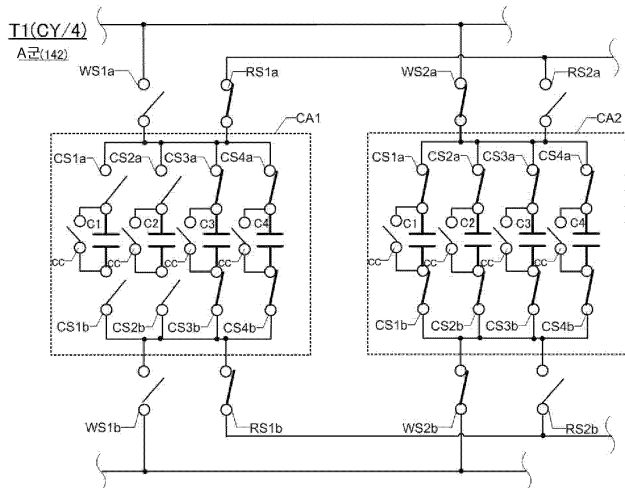 T1(CY/4)
A군(142)
WS1a RS1a WS2a RS2a
CA1 CA2
CS1a CS2a CS3a CS4a CS1a CS2a CS3a CS4a
C1 C2 C3 C4 C1 C2 C3 C4
CC CC CC CC CC CC CC CC
CS1b CS2b CS3b CS4b CS1b CS2b CS3b CS4b
WS1b RS1b WS2b RS2b